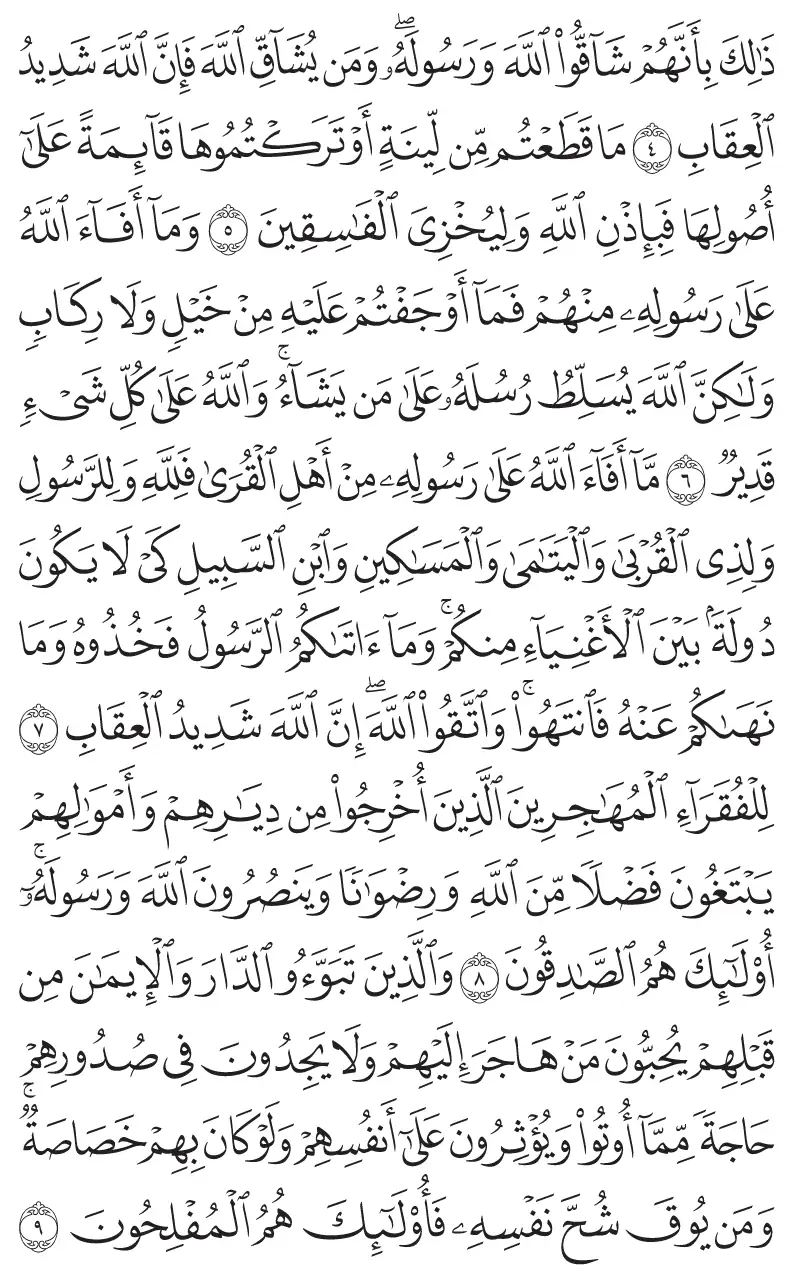 ذَٰلِكَ بِأَنَّهُمْ شَآقُّوا۟ ٱللَّهَ وَرَسُولَهُۥ ۖ وَمَن يُشَآقِّ ٱللَّهَ فَإِنَّ ٱللَّهَ شَدِيدُ
ٱلْعِقَابِ ٤ مَا قَطَعْتُم مِّن لِّينَةٍ أَوْ تَرَكْتُمُوهَا قَآئِمَةً عَلَىٰٓ
أُصُولِهَا فَبِإِذْنِ ٱللَّهِ وَلِيُخْزِىَ ٱلْفَـٰسِقِينَ ٥ وَمَآ أَفَآءَ ٱللَّهُ
عَلَىٰ رَسُولِهِۦ مِنْهُمْ فَمَآ أَوْجَفْتُمْ عَلَيْهِ مِنْ خَيْلٍ وَلَا رِكَابٍ
وَلَـٰكِنَّ ٱللَّهَ يُسَلِّطُ رُسُلَهُۥ عَلَىٰ مَن يَشَآءُ ۚ وَٱللَّهُ عَلَىٰ كُلِّ شَىْءٍ
قَدِيرٌ ٦ مَّآ أَفَآءَ ٱللَّهُ عَلَىٰ رَسُولِهِۦ مِنْ أَهْلِ ٱلْقُرَىٰ فَلِلَّهِ وَلِلرَّسُولِ
وَلِذِى ٱلْقُرْبَىٰ وَٱلْيَتَـٰمَىٰ وَٱلْمَسَـٰكِينِ وَٱبْنِ ٱلسَّبِيلِ كَىْ لَا يَكُونَ
دُولَةًۢ بَيْنَ ٱلْأَغْنِيَآءِ مِنكُمْ ۚ وَمَآ ءَاتَىٰكُمُ ٱلرَّسُولُ فَخُذُوهُ وَمَا
نَهَىٰكُمْ عَنْهُ فَٱنتَهُوا۟ ۚ وَٱتَّقُوا۟ ٱللَّهَ ۖ إِنَّ ٱللَّهَ شَدِيدُ ٱلْعِقَابِ ٧
لِلْفُقَرَآءِ ٱلْمُهَـٰجِرِينَ ٱلَّذِينَ أُخْرِجُوا۟ مِن دِيَـٰرِهِمْ وَأَمْوَٰلِهِمْ
يَبْتَغُونَ فَضْلًا مِّنَ ٱللَّهِ وَرِضْوَٰنًا وَيَنصُرُونَ ٱللَّهَ وَرَسُولَهُۥٓ ۚ
أُو۟لَـٰٓئِكَ هُمُ ٱلصَّـٰدِقُونَ ٨ وَٱلَّذِينَ تَبَوَّءُو ٱلدَّارَ وَٱلْإِيمَـٰنَ مِن
قَبْلِهِمْ يُحِبُّونَ مَنْ هَاجَرَ إِلَيْهِمْ وَلَا يَجِدُونَ فِى صُدُورِهِمْ
حَاجَةً مِّمَّآ أُوتُوا۟ وَيُؤْثِرُونَ عَلَىٰٓ أَنفُسِهِمْ وَلَوْ كَانَ بِهِمْ خَصَاصَةٌ ۚ
وَمَن يُوقَ شُحَّ نَفْسِهِۦ فَأُو۟لَـٰٓئِكَ هُمُ ٱلْمُفْلِحُونَ ٩